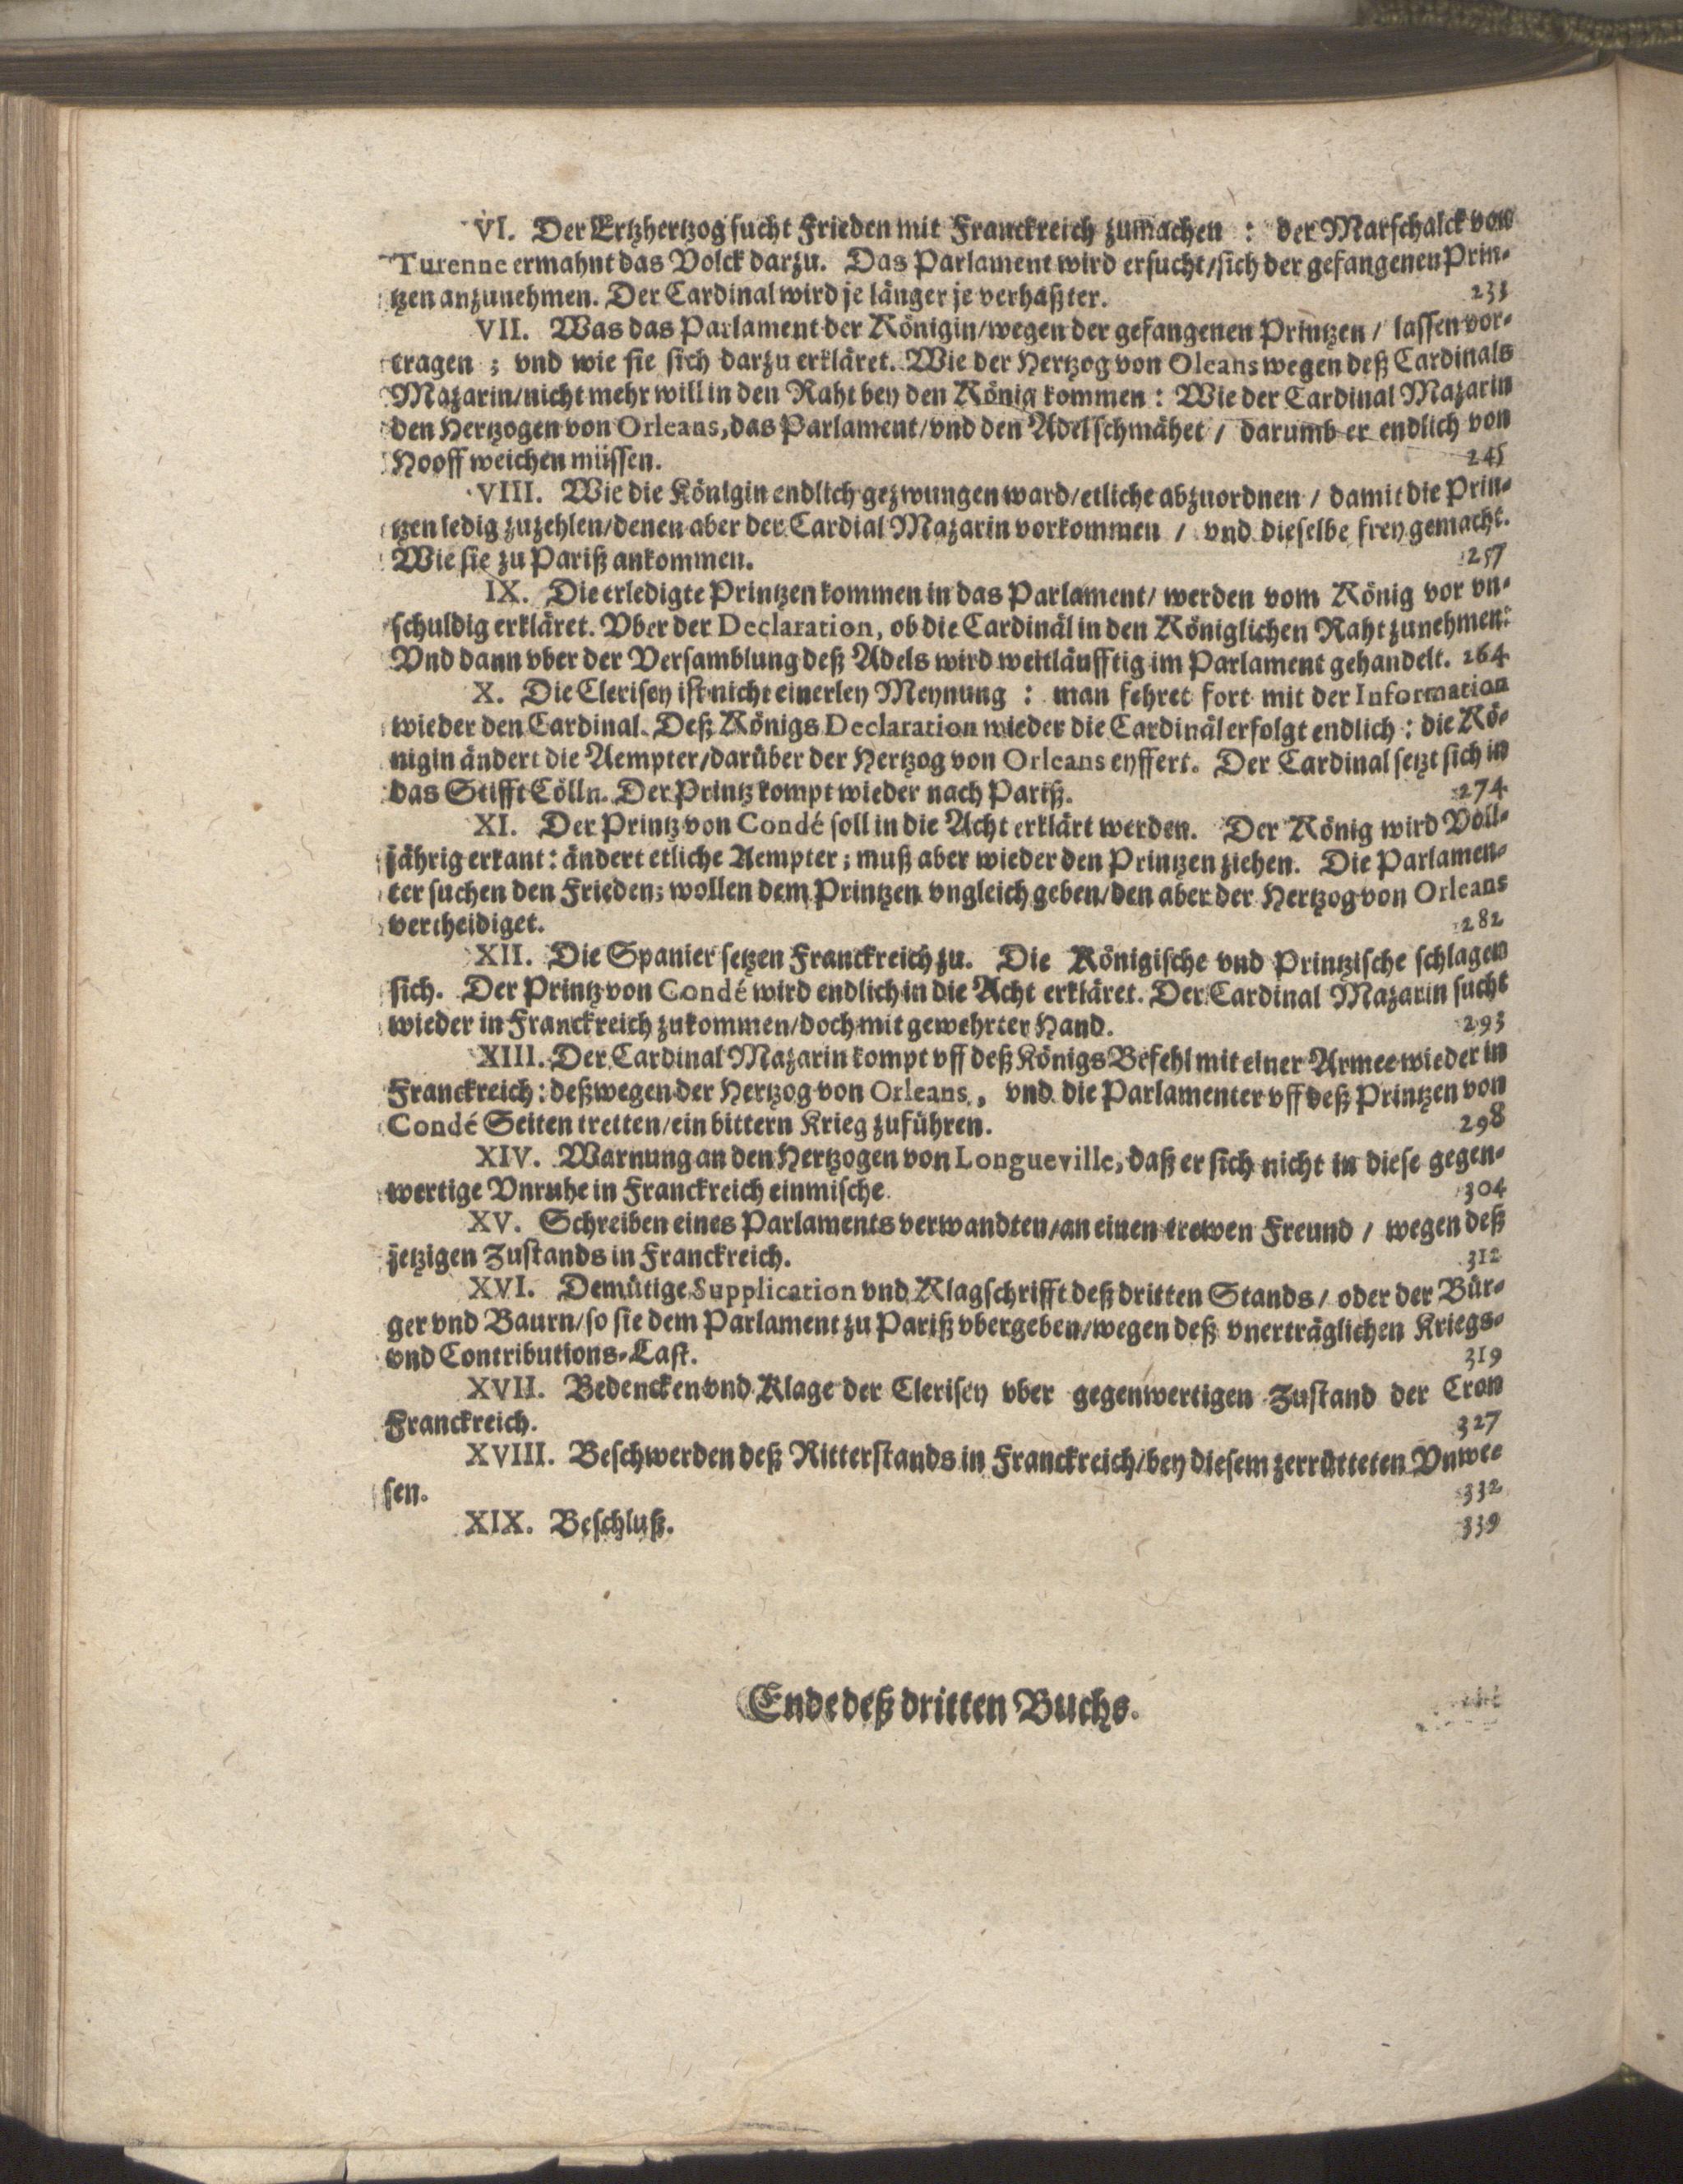 VI. Der Ertzhertzog sucht Frieden mit Franckreich zumachen : der Marschalck von
Turenne ermahnt das Volck darzu. Das Parlament wird ersucht/sich der gefangenen Prin-
tzen anzunehmen. Der Cardinal wird je länger je verhaßter. 233
VII. Was das Parlament der Königin/wegen der gefangenen Printzen / lassen vor-
tragen ; vnd wie sie sich darzu erkläret. Wie der Hertzog von Oleans wegen deß Cardinals
Mazarin/nicht mehr will in den Raht bey den König kommen : Wie der Cardinal Mazarin
den Hertzogen von Orleans, das Parlament/vnd den Adel schmähet / darumb er endlich von
Hooff weichen müssen. 245
VIII. Wie die Königin endlich gezwungen ward/etliche abzuordnen / damit die Prin-
tzen ledig zuzehlen/denen aber der Cardial Mazarin vorkommen / vnd dieselbe frey gemacht.
Wie sie zu Pariß ankommen. 257
IX. Die erledigte Printzen kommen in das Parlament/ werden vom König vor vn-
schuldig erkläret. Vber der Declaration, ob die Cardinäl in den Königlichen Raht zunehmen:
Vnd dann vber der Versamblung deß Adels wird weitläufftig im Parlament gehandelt. 264
X. Die Clerisey ist nicht einerley Meynung : man fehret fort mit der Information
wieder den Cardinal. Deß Königs Declaration wieder die Cardinäl erfolgt endlich : die Kö-
nigin ändert die Aempter/darüber der Hertzog von Orleans eyffert. Der Cardinal setzt sich in
das Stifft Cölln. Der Printz kompt wieder nach Pariß. 274
XI. Der Printz von Condé soll in die Acht erklärt werden. Der König wird Voll-
jährig erkant : ändert etliche Aempter ; muß aber wieder den Printzen ziehen. Die Parlamen-
ter suchen den Frieden; wollen dem Printzen vngleich geben/den aber der Hertzog von Orleans
vertheidiget. 282
XII. Die Spanier setzen Franckreich zu. Die Königische vnd Printzische schlagen
sich. Der Printz von Condé wird endlich in die Acht erkläret. Der Cardinal Mazarin sucht
wieder in Franckreich zukommen/doch mit gewehrter Hand. 293
XIII. Der Cardinal Mazarin kompt vff deß Königs Befehl mit einer Armee wieder in
Franckreich : deßwegen der Hertzog von Orleans, vnd die Parlamenter vff deß Printzen von
Condé Seiten tretten/ein bittern Krieg zuführen. 298
XIV. Warnung an den Hertzogen von Longueville, daß er sich nicht in diese gegen-
wertige Vnruhe in Franckreich einmische 304
XV. Schreiben eines Parlaments verwandten/an einen trewen Freund / wegen deß
jetzigen Zustands in Franckreich. 312
XVI. Demütige Supplication vnd Klagschrifft deß dritten Stands/ oder der Bür-
ger vnd Baurn/so sie dem Parlament zu Pariß vbergeben/wegen deß vnerträglichen Kriegs-
vnd Contributions-Last. 319
XVII. Bedencken vnd Klage der Clerisey vber gegenwertigen Zustand der Cron
Franckreich. 327
XVIII. Beschwerden deß Ritterstands in Franckreich/bey diesem zerrütteten Vnwe-
sen. 332
XIX. Beschluß. 339
Ende deß dritten Buchs.